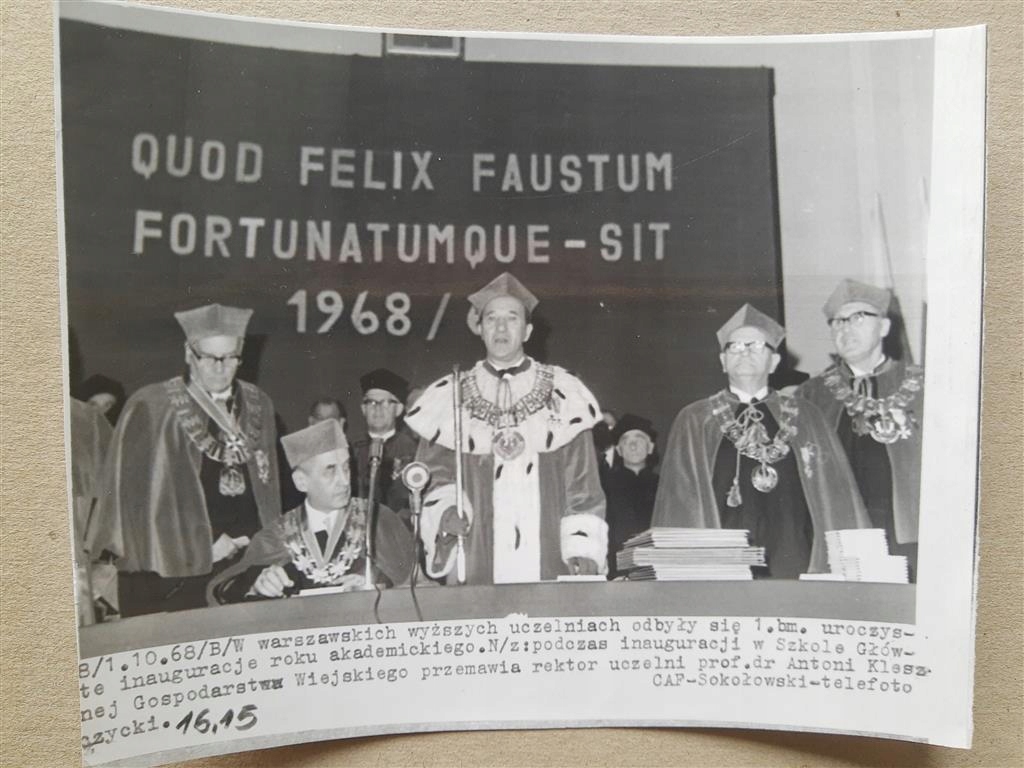 QUOD FELIX FAUSTUM
FORTUNATUMQUE-SIT
1968/
B/1.10.68/B/W warszawskich wyższych uczelniach odbyły się 1.bm. uroczys-
te inauguracje roku akademickiego.N/z:podczas inauguracji w Szkole Głów-
nej Gospodarstwa Wiejskiego przemawia rektor uczelni prof.dr Antoni Klesz-
czycki.16,15
CAF-Sokołowski-telefoto